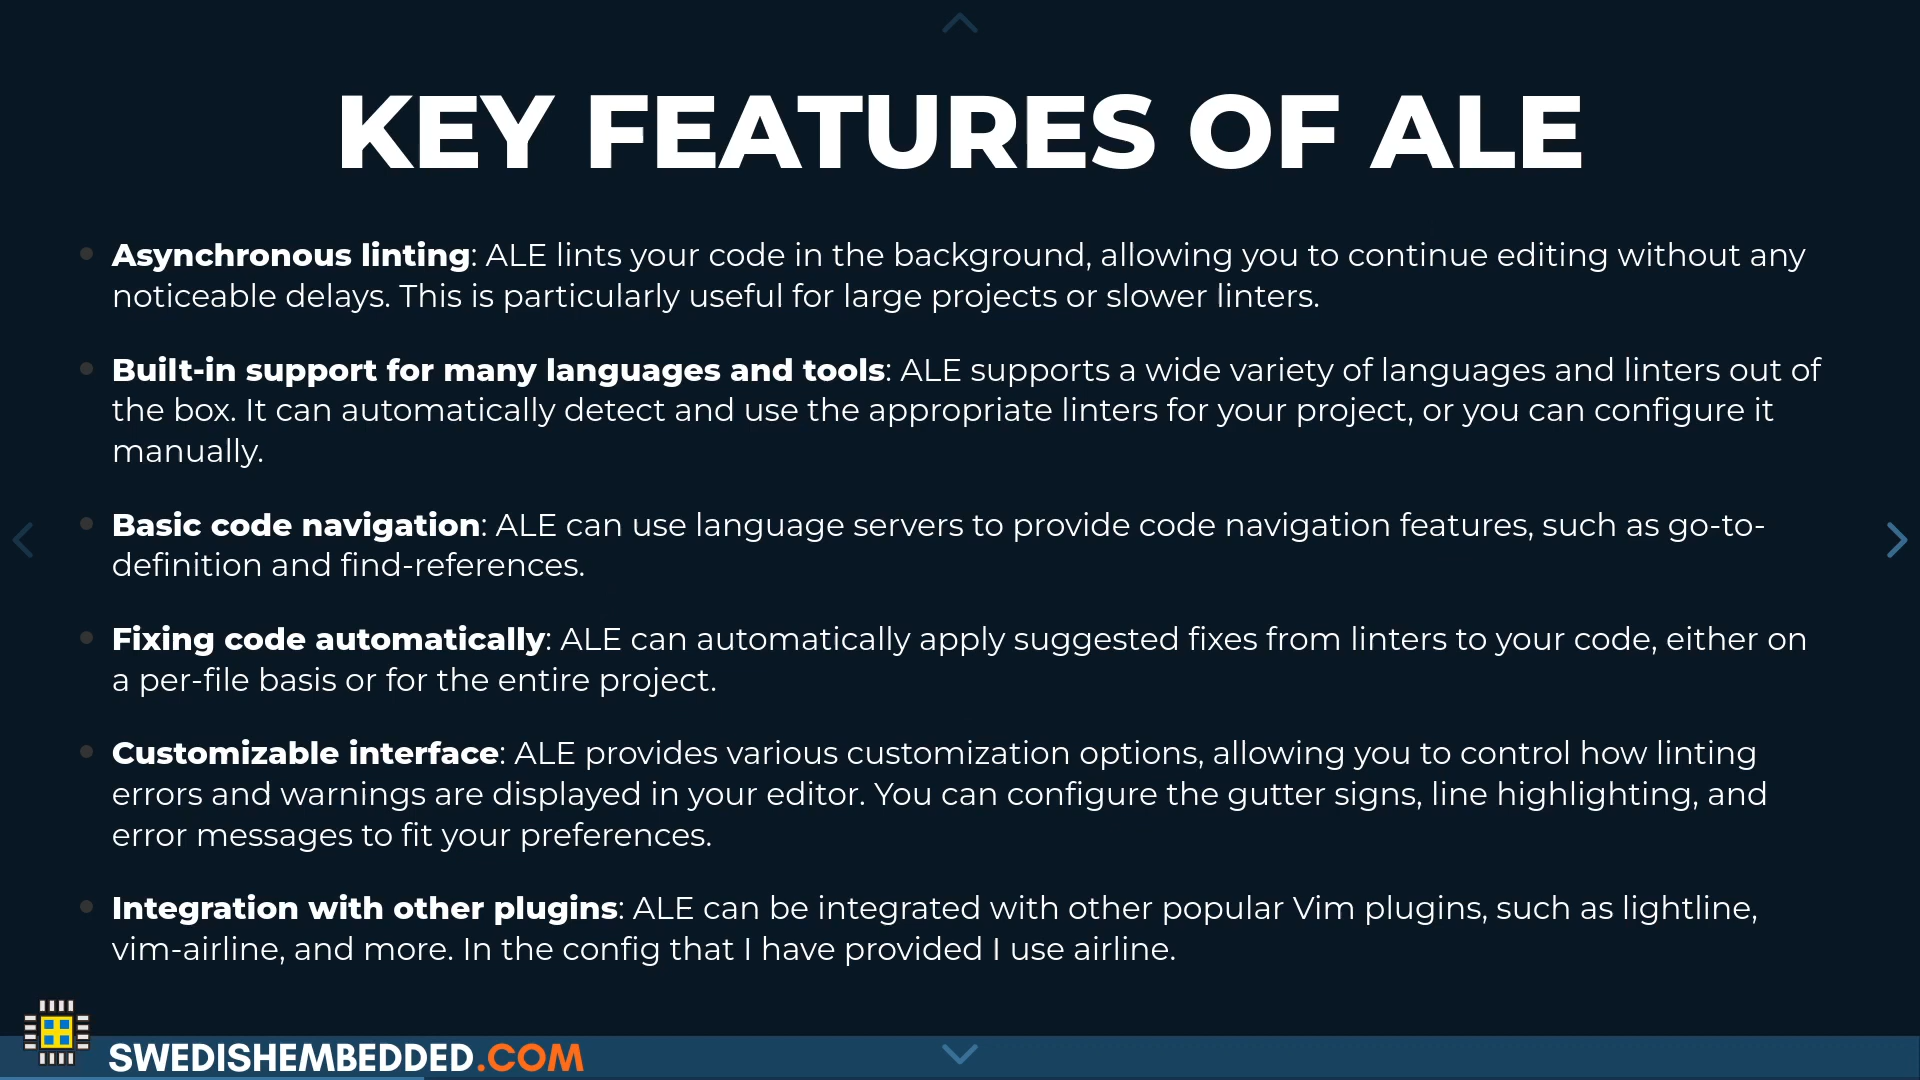 KEY FEATURES OF ALE
Asynchronous linting: ALE lints your code in the background, allowing you to continue editing without any
noticeable delays. This is particularly useful for large projects or slower linters.
Built-in support for many languages and tools: ALE supports a wide variety of languages and linters out of
the box. It can automatically detect and use the appropriate linters for your project, or you can configure it
manually.
Basic code navigation: ALE can use language servers to provide code navigation features, such as go-to-
definition and find-references.
Fixing code automatically: ALE can automatically apply suggested fixes from linters to your code, either on
a per-file basis or for the entire project.
Customizable interface: ALE provides various customization options, allowing you to control how linting
errors and warnings are displayed in your editor. You can configure the gutter signs, line highlighting, and
error messages to fit your preferences.
Integration with other plugins: ALE can be integrated with other popular Vim plugins, such as lightline,
vim-airline, and more. In the config that I have provided I use airline.
SWEDISHEMBEDDED.COM